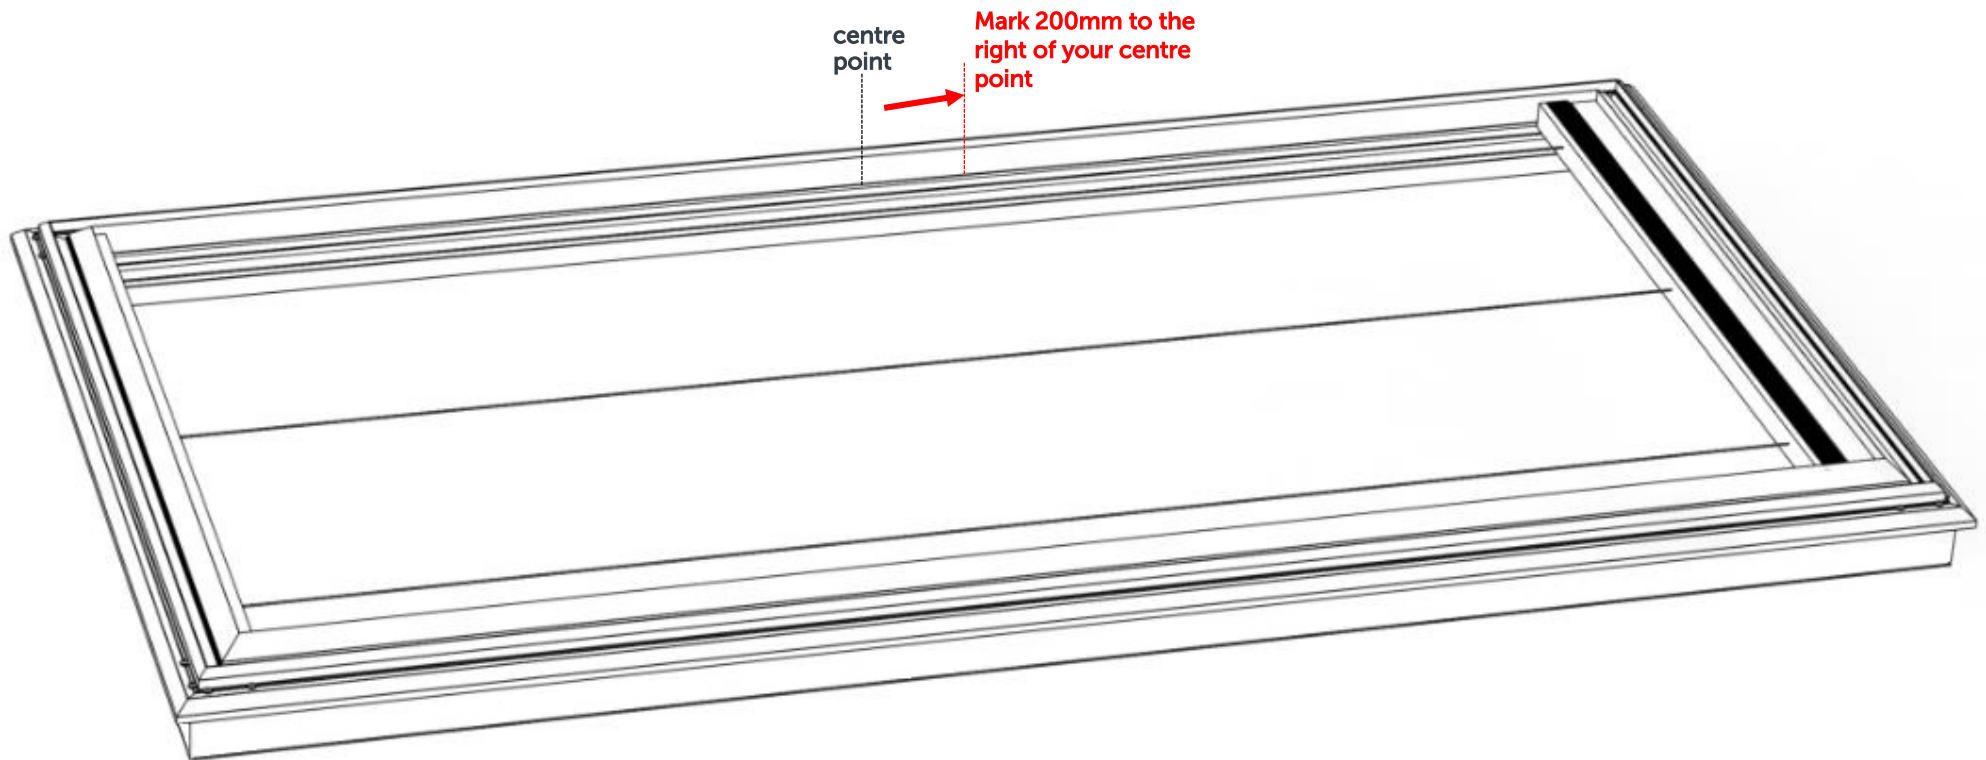 centre
point
Mark 200mm to the
right of your centre
point